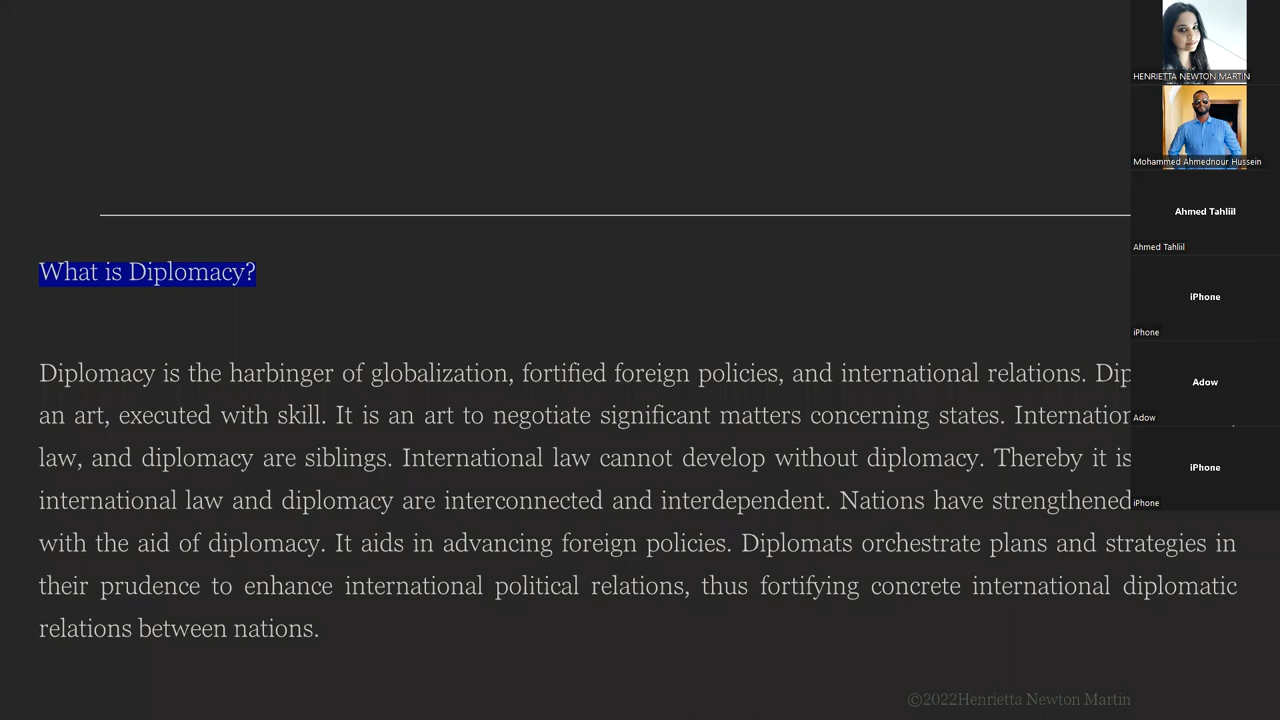 What is Diplomacy?
Diplomacy is the harbinger of globalization, fortified foreign policies, and international relations.
an art, executed with skill. It is an art to negotiate significant matters concerning states.
law, and diplomacy are siblings. International law cannot develop without diplomacy. Thereby it is
international law and diplomacy are interconnected and interdependent. Nations have strengthened
with the aid of diplomacy. It aids in advancing foreign policies. Diplomats orchestrate plans and strategies in
their prudence to enhance international political relations, thus fortifying concrete international diplomatic
relations between nations.
©2022Henrietta Newton Martin
HENRIETTA NEWTON MARTIN
Mohammed Ahmednour Hussein
Ahmed Tahliil
Ahmed Tahliil
iPhone
iPhone
Adow
Adow
iPhone
iPhone